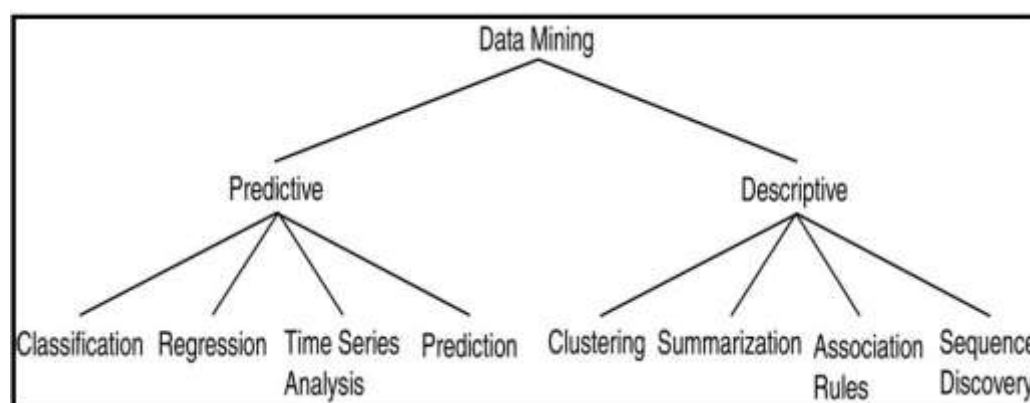 Data Mining
Predictive
Descriptive
Classification
Regression
Time Series
Analysis
Prediction
Clustering
Summarization
Association
Rules
Sequence
Discovery